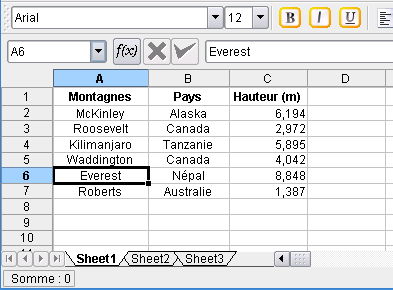 Arial 12 B I U
A6 f(x) Everest
A B C D
1 Montagnes Pays Hauteur (m)
2 McKinley Alaska 6,194
3 Roosevelt Canada 2,972
4 Kilimanjaro Tanzanie 5,895
5 Waddington Canada 4,042
6 Everest Népal 8,848
7 Roberts Australie 1,387
8
9
10
Sheet1 Sheet2 Sheet3
Somme : 0